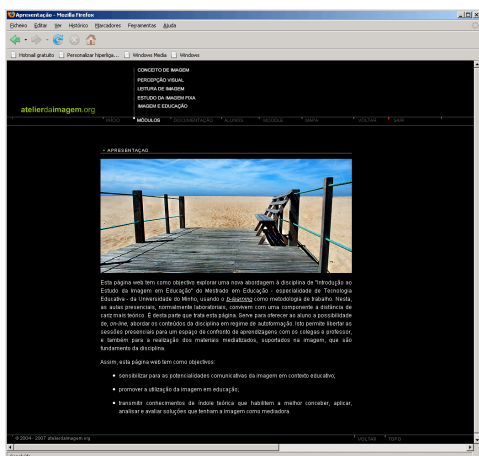 Apresentação - Mozilla Firefox
Ficheiro Editar Ver Histórico Marcadores Ferramentas Ajuda
Hotmail gratuito Personalizar hiperliga... Windows Media Windows
CONCEITO DE IMAGEM
PERCEPÇÃO VISUAL
LEITURA DE IMAGEM
ESTUDO DA IMAGEM FIXA
IMAGEM E EDUCAÇÃO
atelierdaimagem.org
INÍCIO MÓDULOS DOCUMENTAÇÃO ALUNOS MOODLE MAPA VOLTAR SAIR
APRESENTAÇÃO
Esta página web tem como objectivo explorar uma nova abordagem à disciplina de "Introdução ao
Estudo da Imagem em Educação" do Mestrado em Educação - especialidade de Tecnologia
Educativa - da Universidade do Minho, usando o b-learning como metodologia de trabalho. Nesta,
as aulas presenciais, normalmente laboratoriais, convivem com uma componente a distância de
cariz mais teórico. É desta parte que trata esta página. Serve para oferecer ao aluno a possibilidade
de, on-line, abordar os conteúdos da disciplina em regime de autoformação. Isto permite libertar as
sessões presenciais para um espaço de confronto de aprendizagens com os colegas e professor,
e também para a realização dos materiais mediatizados, suportados na imagem, que são
fundamento da disciplina.
Assim, esta página web tem como objectivos:
• sensibilizar para as potencialidades comunicativas da imagem em contexto educativo;
• promover a utilização da imagem em educação;
• transmitir conhecimentos de índole teórica que habilitem a melhor conceber, aplicar,
analisar e avaliar soluções que tenham a imagem como mediadora.
© 2004 - 2007 atelierdaimagem.org VOLTAR TOPO